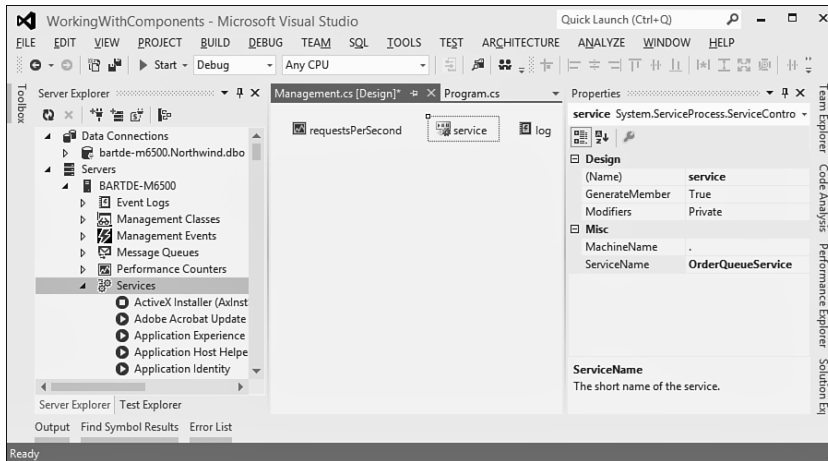 WorkingWithComponents - Microsoft Visual Studio
Quick Launch (Ctrl+Q)
FILE EDIT VIEW PROJECT BUILD DEBUG TEAM SQL TOOLS TEST ARCHITECTURE ANALYZE WINDOW HELP
Start Debug Any CPU
Toolbox
Server Explorer
Data Connections
bartde-m6500.Northwind.dbo
Servers
BARTDE-M6500
Event Logs
Management Classes
Management Events
Message Queues
Performance Counters
Services
ActiveX Installer (AxInst
Adobe Acrobat Update
Application Experience
Application Host Helpe
Application Identity
Server Explorer Test Explorer
Management.cs [Design]* Program.cs
requestsPerSecond service log
Properties
service System.ServiceProcess.ServiceContro
Design
(Name) service
GenerateMember True
Modifiers Private
Misc
MachineName .
ServiceName OrderQueueService
ServiceName
The short name of the service.
Team Explorer
Code Analysis
Performance Explorer
Solution Ex
Output Find Symbol Results Error List
Ready